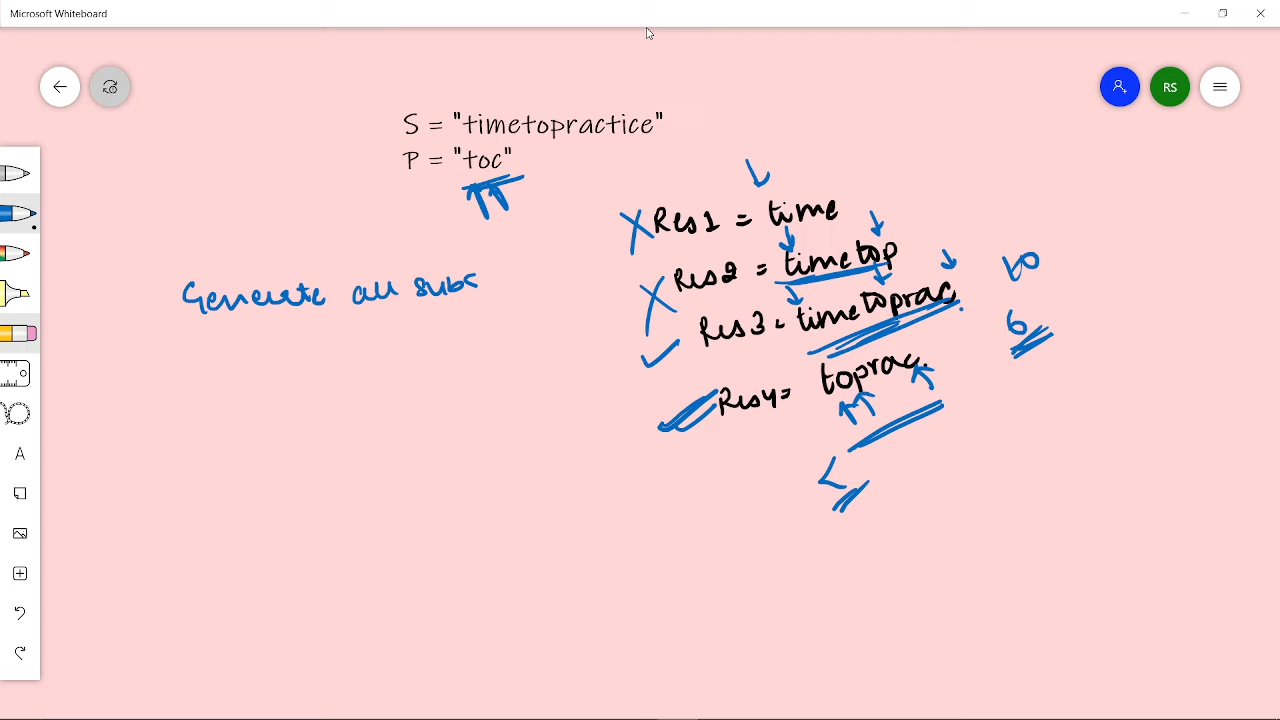 Microsoft Whiteboard
RS
S = "timetopractice"
P = "toc"
Res1 = time
Res2 = timetop
Res3 = timetoprac
10
6
Res4= toprac
Generate all subs
A